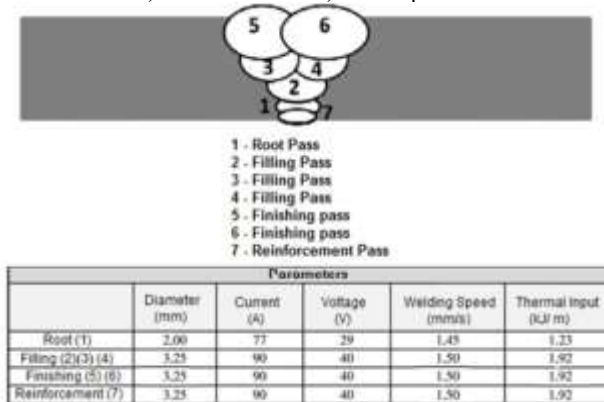 5 6
3 4
2
1 7
1 - Root Pass
2 - Filling Pass
3 - Filling Pass
4 - Filling Pass
5 - Finishing pass
6 - Finishing pass
7 - Reinforcement Pass
Parameters
Diameter (mm) Current (A) Voltage (V) Welding Speed (mm/s) Thermal Input (kJ/ m)
Root (1) 2,00 77 29 1.45 1.23
Filling (2)(3) (4) 3,25 90 40 1.50 1.92
Finishing (5) (6) 3,25 90 40 1.50 1.92
Reinforcement (7) 3,25 90 40 1.50 1.92